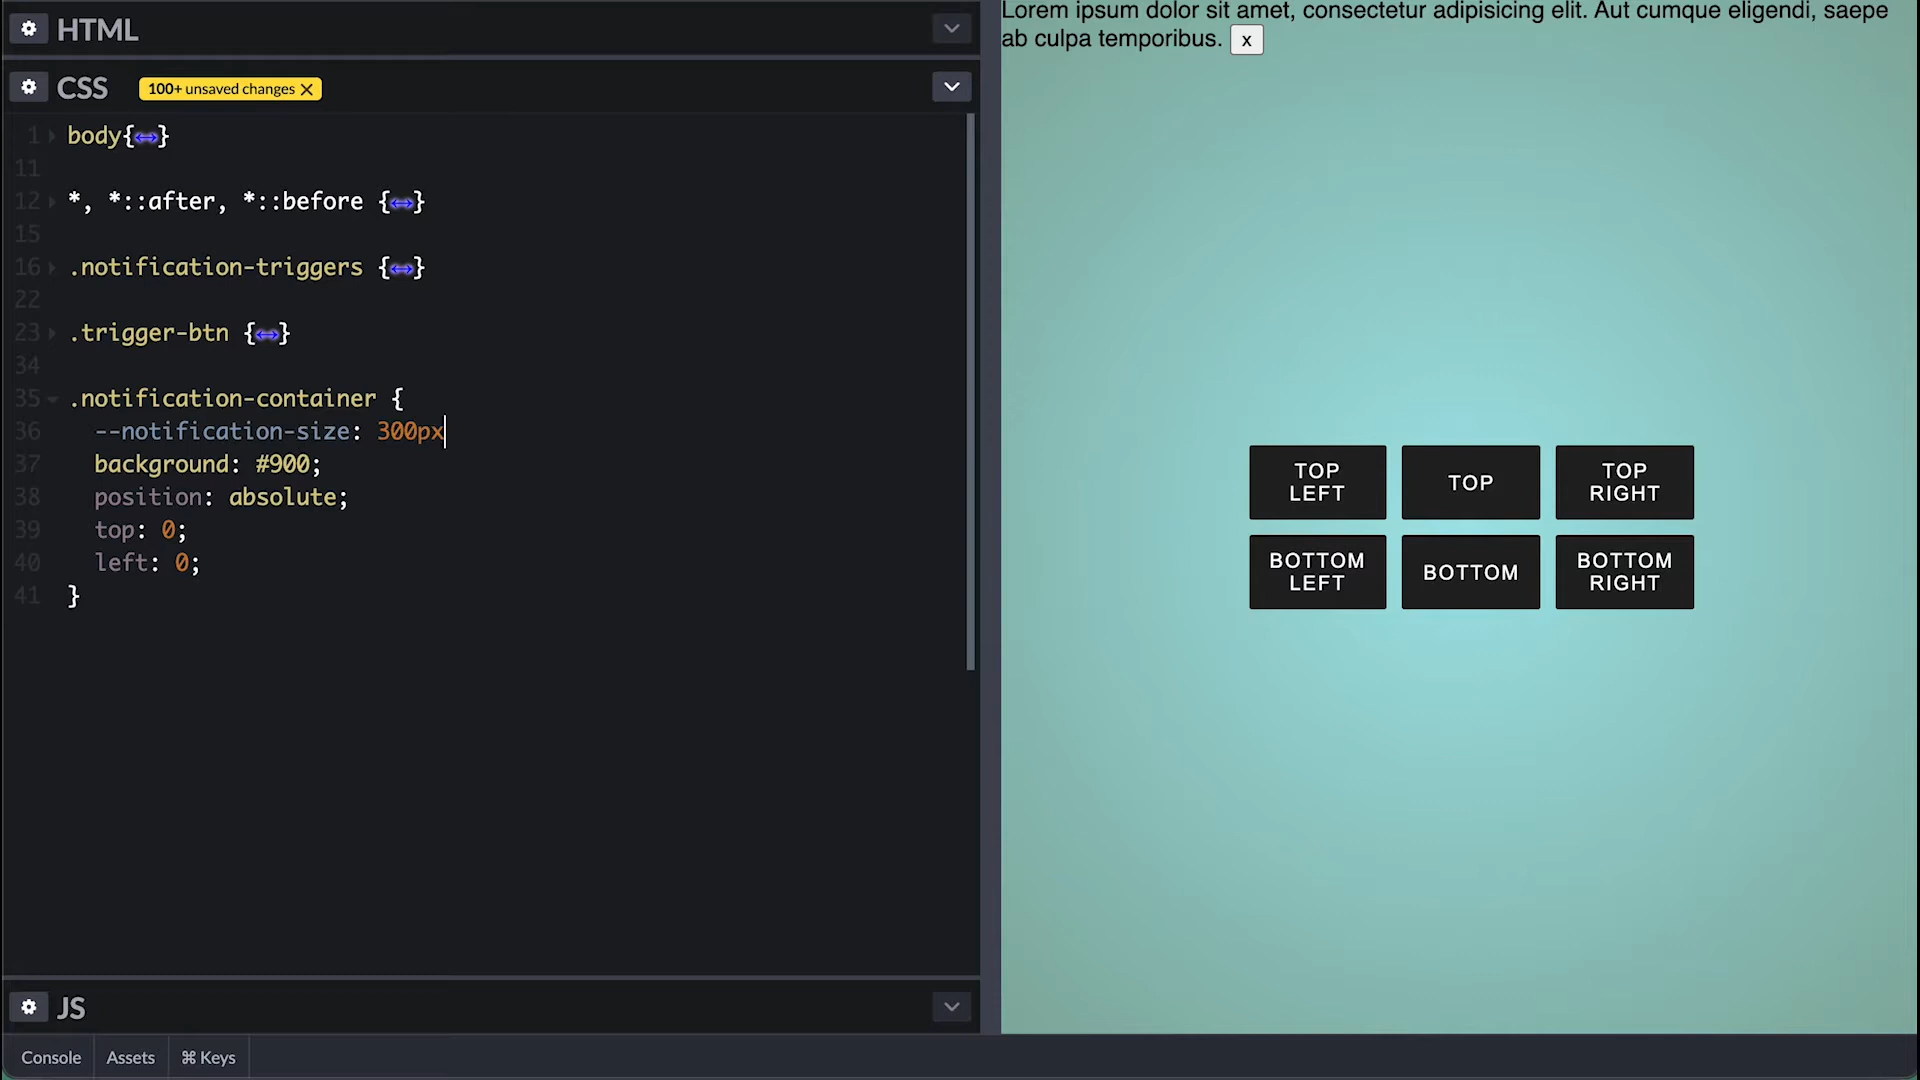 HTML
CSS
100+ unsaved changes
1 body{↔}
11
12 *, *::after, *::before {↔}
15
16 .notification-triggers {↔}
22
23 .trigger-btn {↔}
34
35 .notification-container {
36 --notification-size: 300px
37 background: #900;
38 position: absolute;
39 top: 0;
40 left: 0;
41 }
JS
Console Assets ⌘ Keys
Lorem ipsum dolor sit amet, consectetur adipisicing elit. Aut cumque eligendi, saepe
ab culpa temporibus. x
TOP
LEFT
TOP
TOP
RIGHT
BOTTOM
LEFT
BOTTOM
BOTTOM
RIGHT